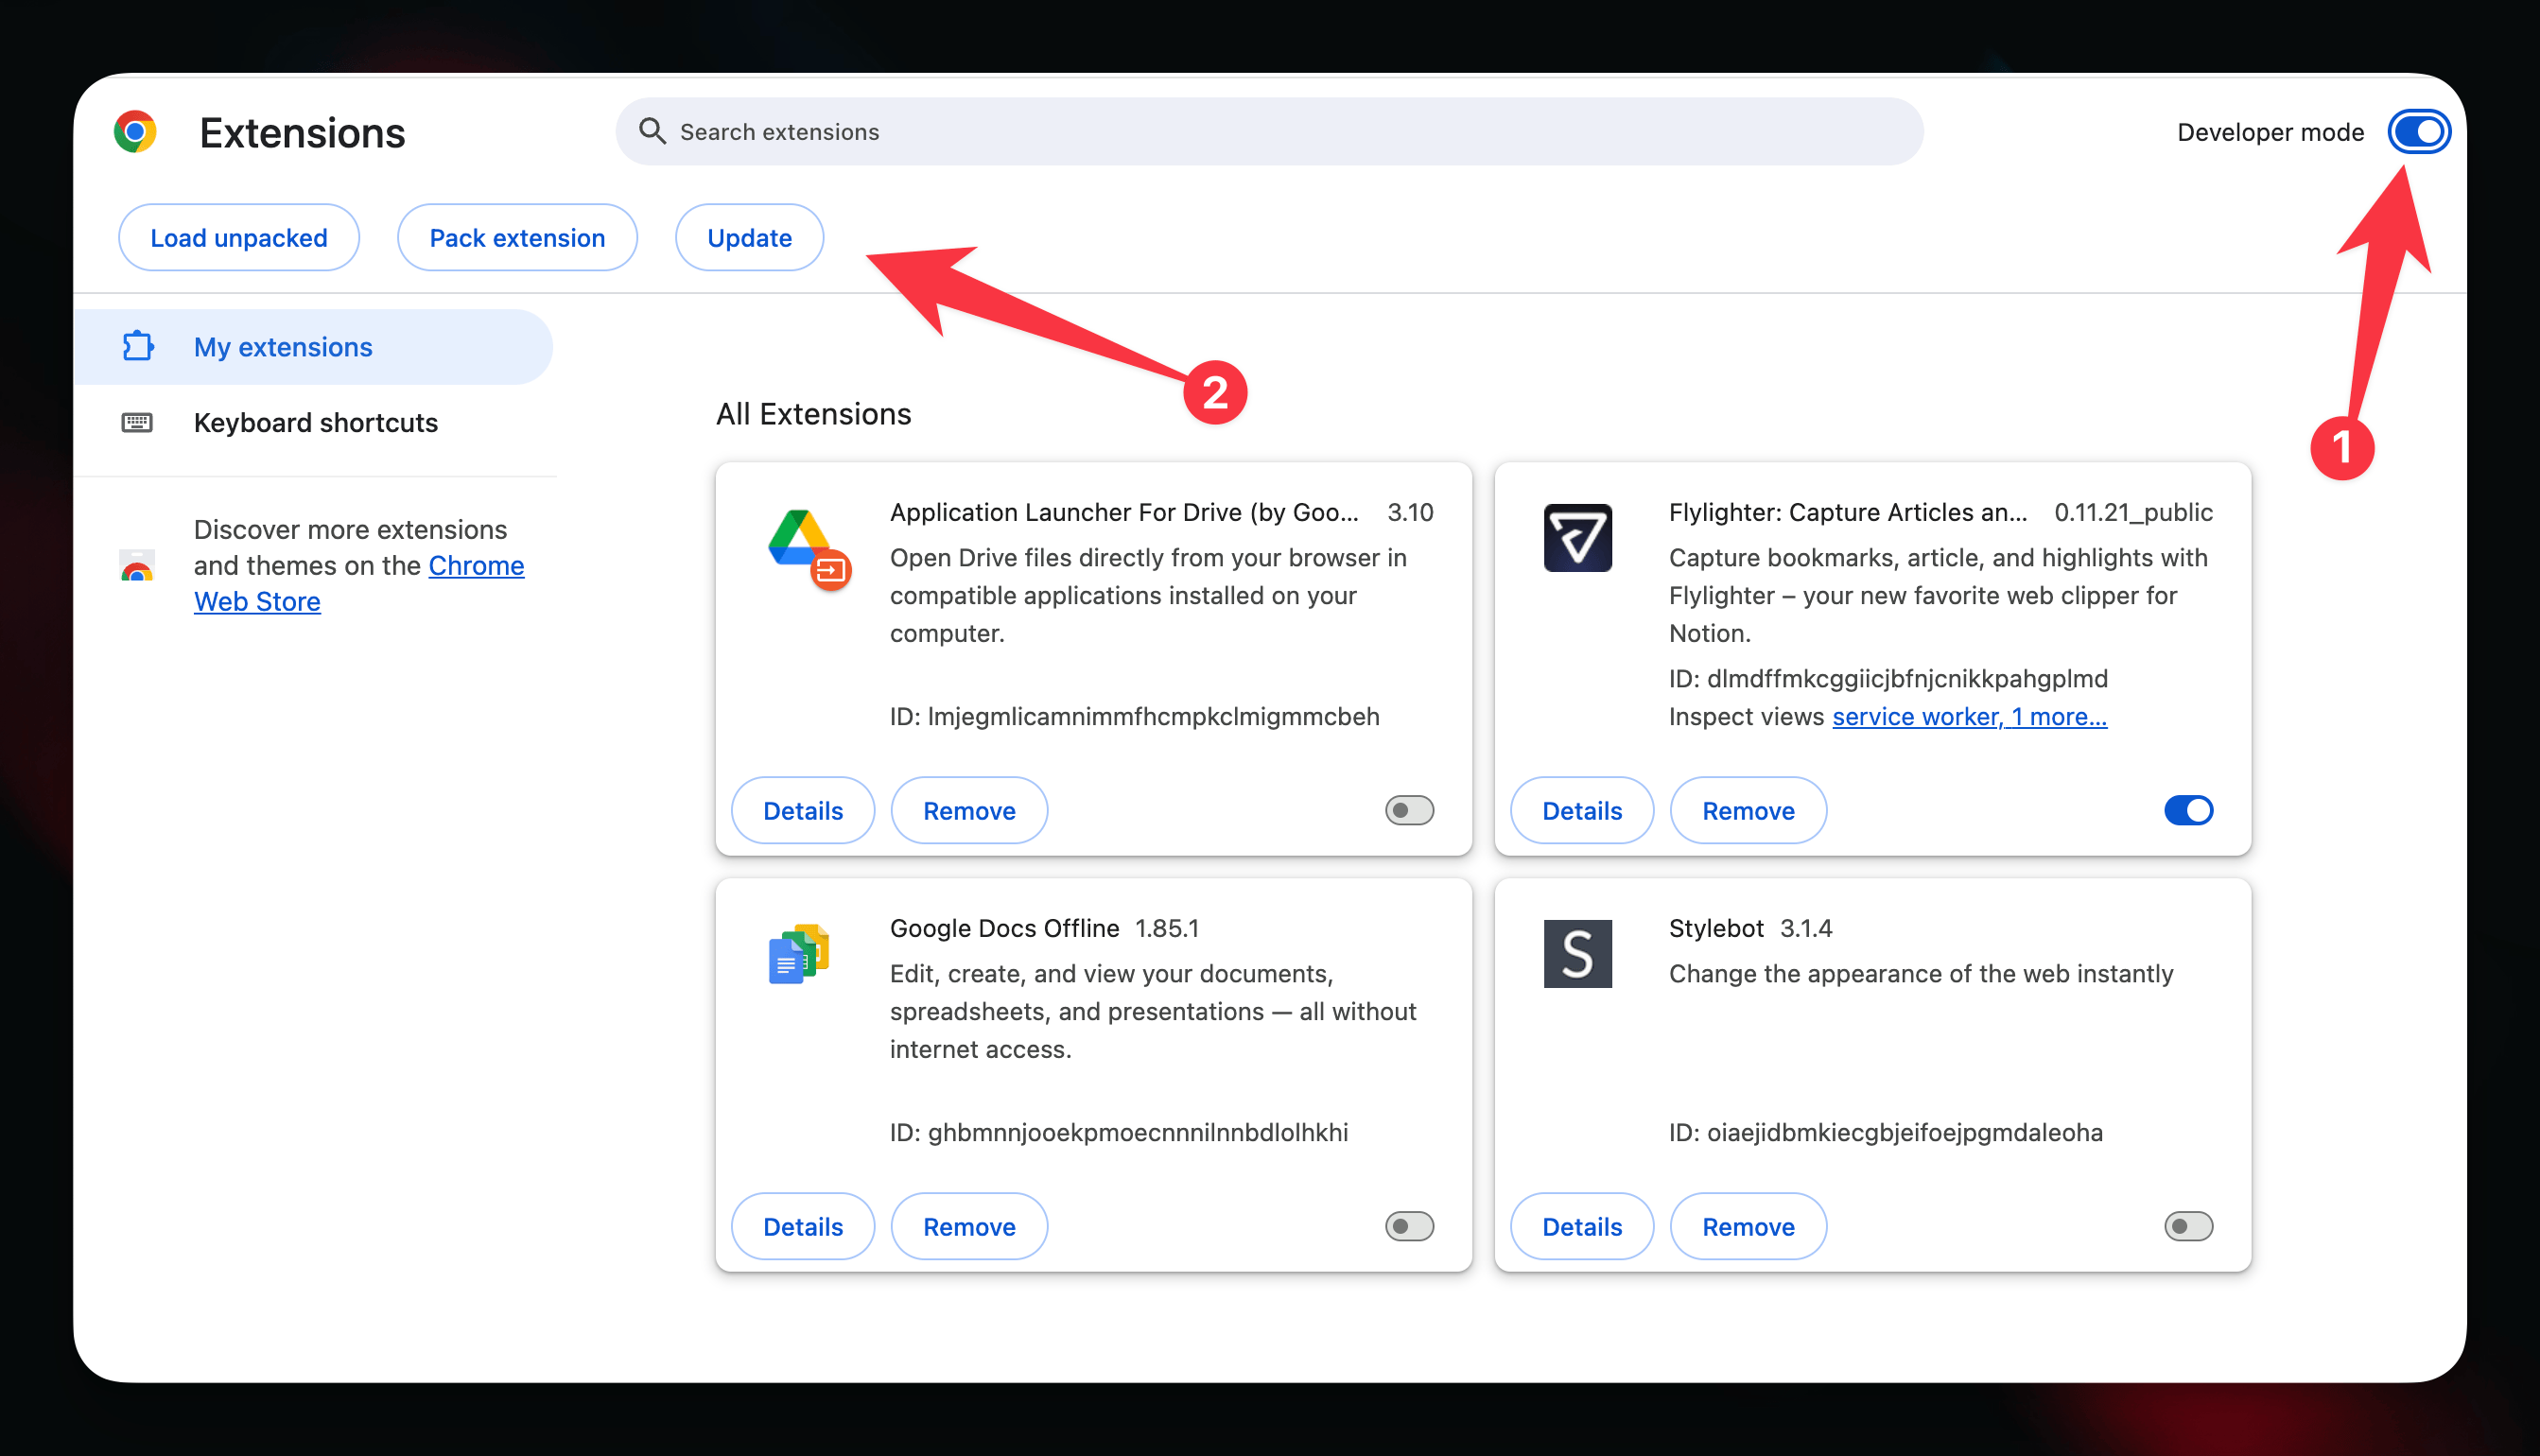 Extensions
Search extensions
Developer mode
Load unpacked
Pack extension
Update
My extensions
Keyboard shortcuts
Discover more extensions
and themes on the Chrome
Web Store
2
1
All Extensions
Application Launcher For Drive (by Goo... 3.10
Open Drive files directly from your browser in
compatible applications installed on your
computer.
ID: lmjegmlicamnimmfhcmpkclmigmmcbeh
Details
Remove
Flylighter: Capture Articles an... 0.11.21_public
Capture bookmarks, article, and highlights with
Flylighter – your new favorite web clipper for
Notion.
ID: dlmdffmkcggiicjbfnjcnikkpahgplmd
Inspect views service worker, 1 more...
Details
Remove
Google Docs Offline 1.85.1
Edit, create, and view your documents,
spreadsheets, and presentations — all without
internet access.
ID: ghbmnnjooekpmoecnnnilnnbdlolhkhi
Details
Remove
S
Stylebot 3.1.4
Change the appearance of the web instantly
ID: oiaejidbmkiecgbjeifoejpgmdaleoha
Details
Remove